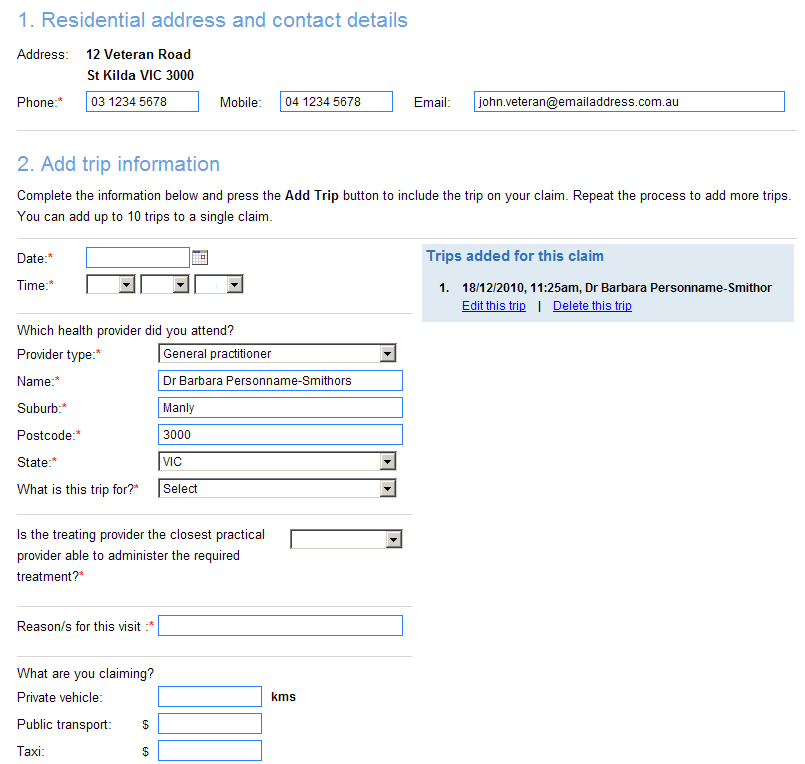 1. Residential address and contact details
Address: 12 Veteran Road
St Kilda VIC 3000
Phone:* 03 1234 5678 Mobile: 04 1234 5678 Email: john.veteran@emailaddress.com.au
2. Add trip information
Complete the information below and press the Add Trip button to include the trip on your claim. Repeat the process to add more trips.
You can add up to 10 trips to a single claim.
Date:*
Time:*
Trips added for this claim
1. 18/12/2010, 11:25am, Dr Barbara Personname-Smithor
Edit this trip | Delete this trip
Which health provider did you attend?
Provider type:* General practitioner
Name:* Dr Barbara Personname-Smithors
Suburb:* Manly
Postcode:* 3000
State:* VIC
What is this trip for?* Select
Is the treating provider the closest practical
provider able to administer the required
treatment?*
Reason/s for this visit :*
What are you claiming?
Private vehicle: kms
Public transport: $
Taxi: $